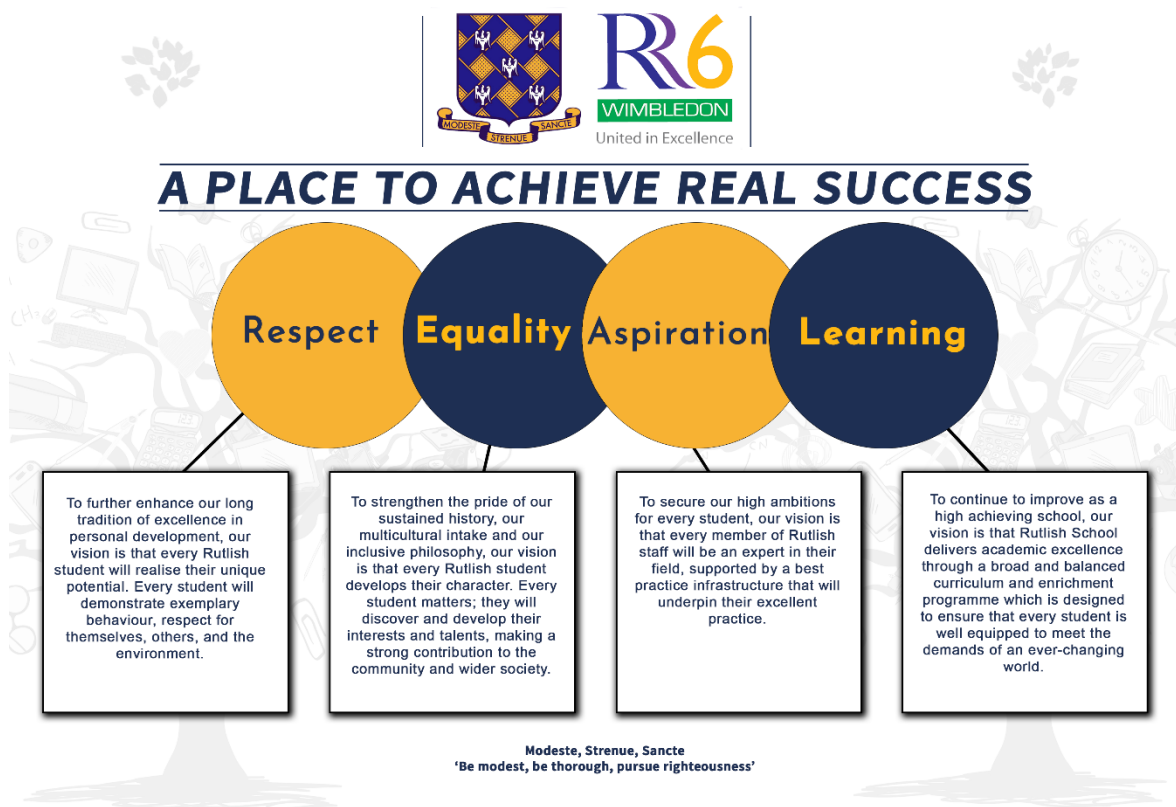 MODESTE STRENUE SANCTE
RR6
WIMBLEDON
United in Excellence
A PLACE TO ACHIEVE REAL SUCCESS
Respect
Equality
Aspiration
Learning
To further enhance our long
tradition of excellence in
personal development, our
vision is that every Rutlish
student will realise their unique
potential. Every student will
demonstrate exemplary
behaviour, respect for
themselves, others, and the
environment.
To strengthen the pride of our
sustained history, our
multicultural intake and our
inclusive philosophy, our vision
is that every Rutlish student
develops their character. Every
student matters; they will
discover and develop their
interests and talents, making a
strong contribution to the
community and wider society.
To secure our high ambitions
for every student, our vision is
that every member of Rutlish
staff will be an expert in their
field, supported by a best
practice infrastructure that will
underpin their excellent
practice.
To continue to improve as a
high achieving school, our
vision is that Rutlish School
delivers academic excellence
through a broad and balanced
curriculum and enrichment
programme which is designed
to ensure that every student is
well equipped to meet the
demands of an ever-changing
world.
Modeste, Strenue, Sancte
‘Be modest, be thorough, pursue righteousness’